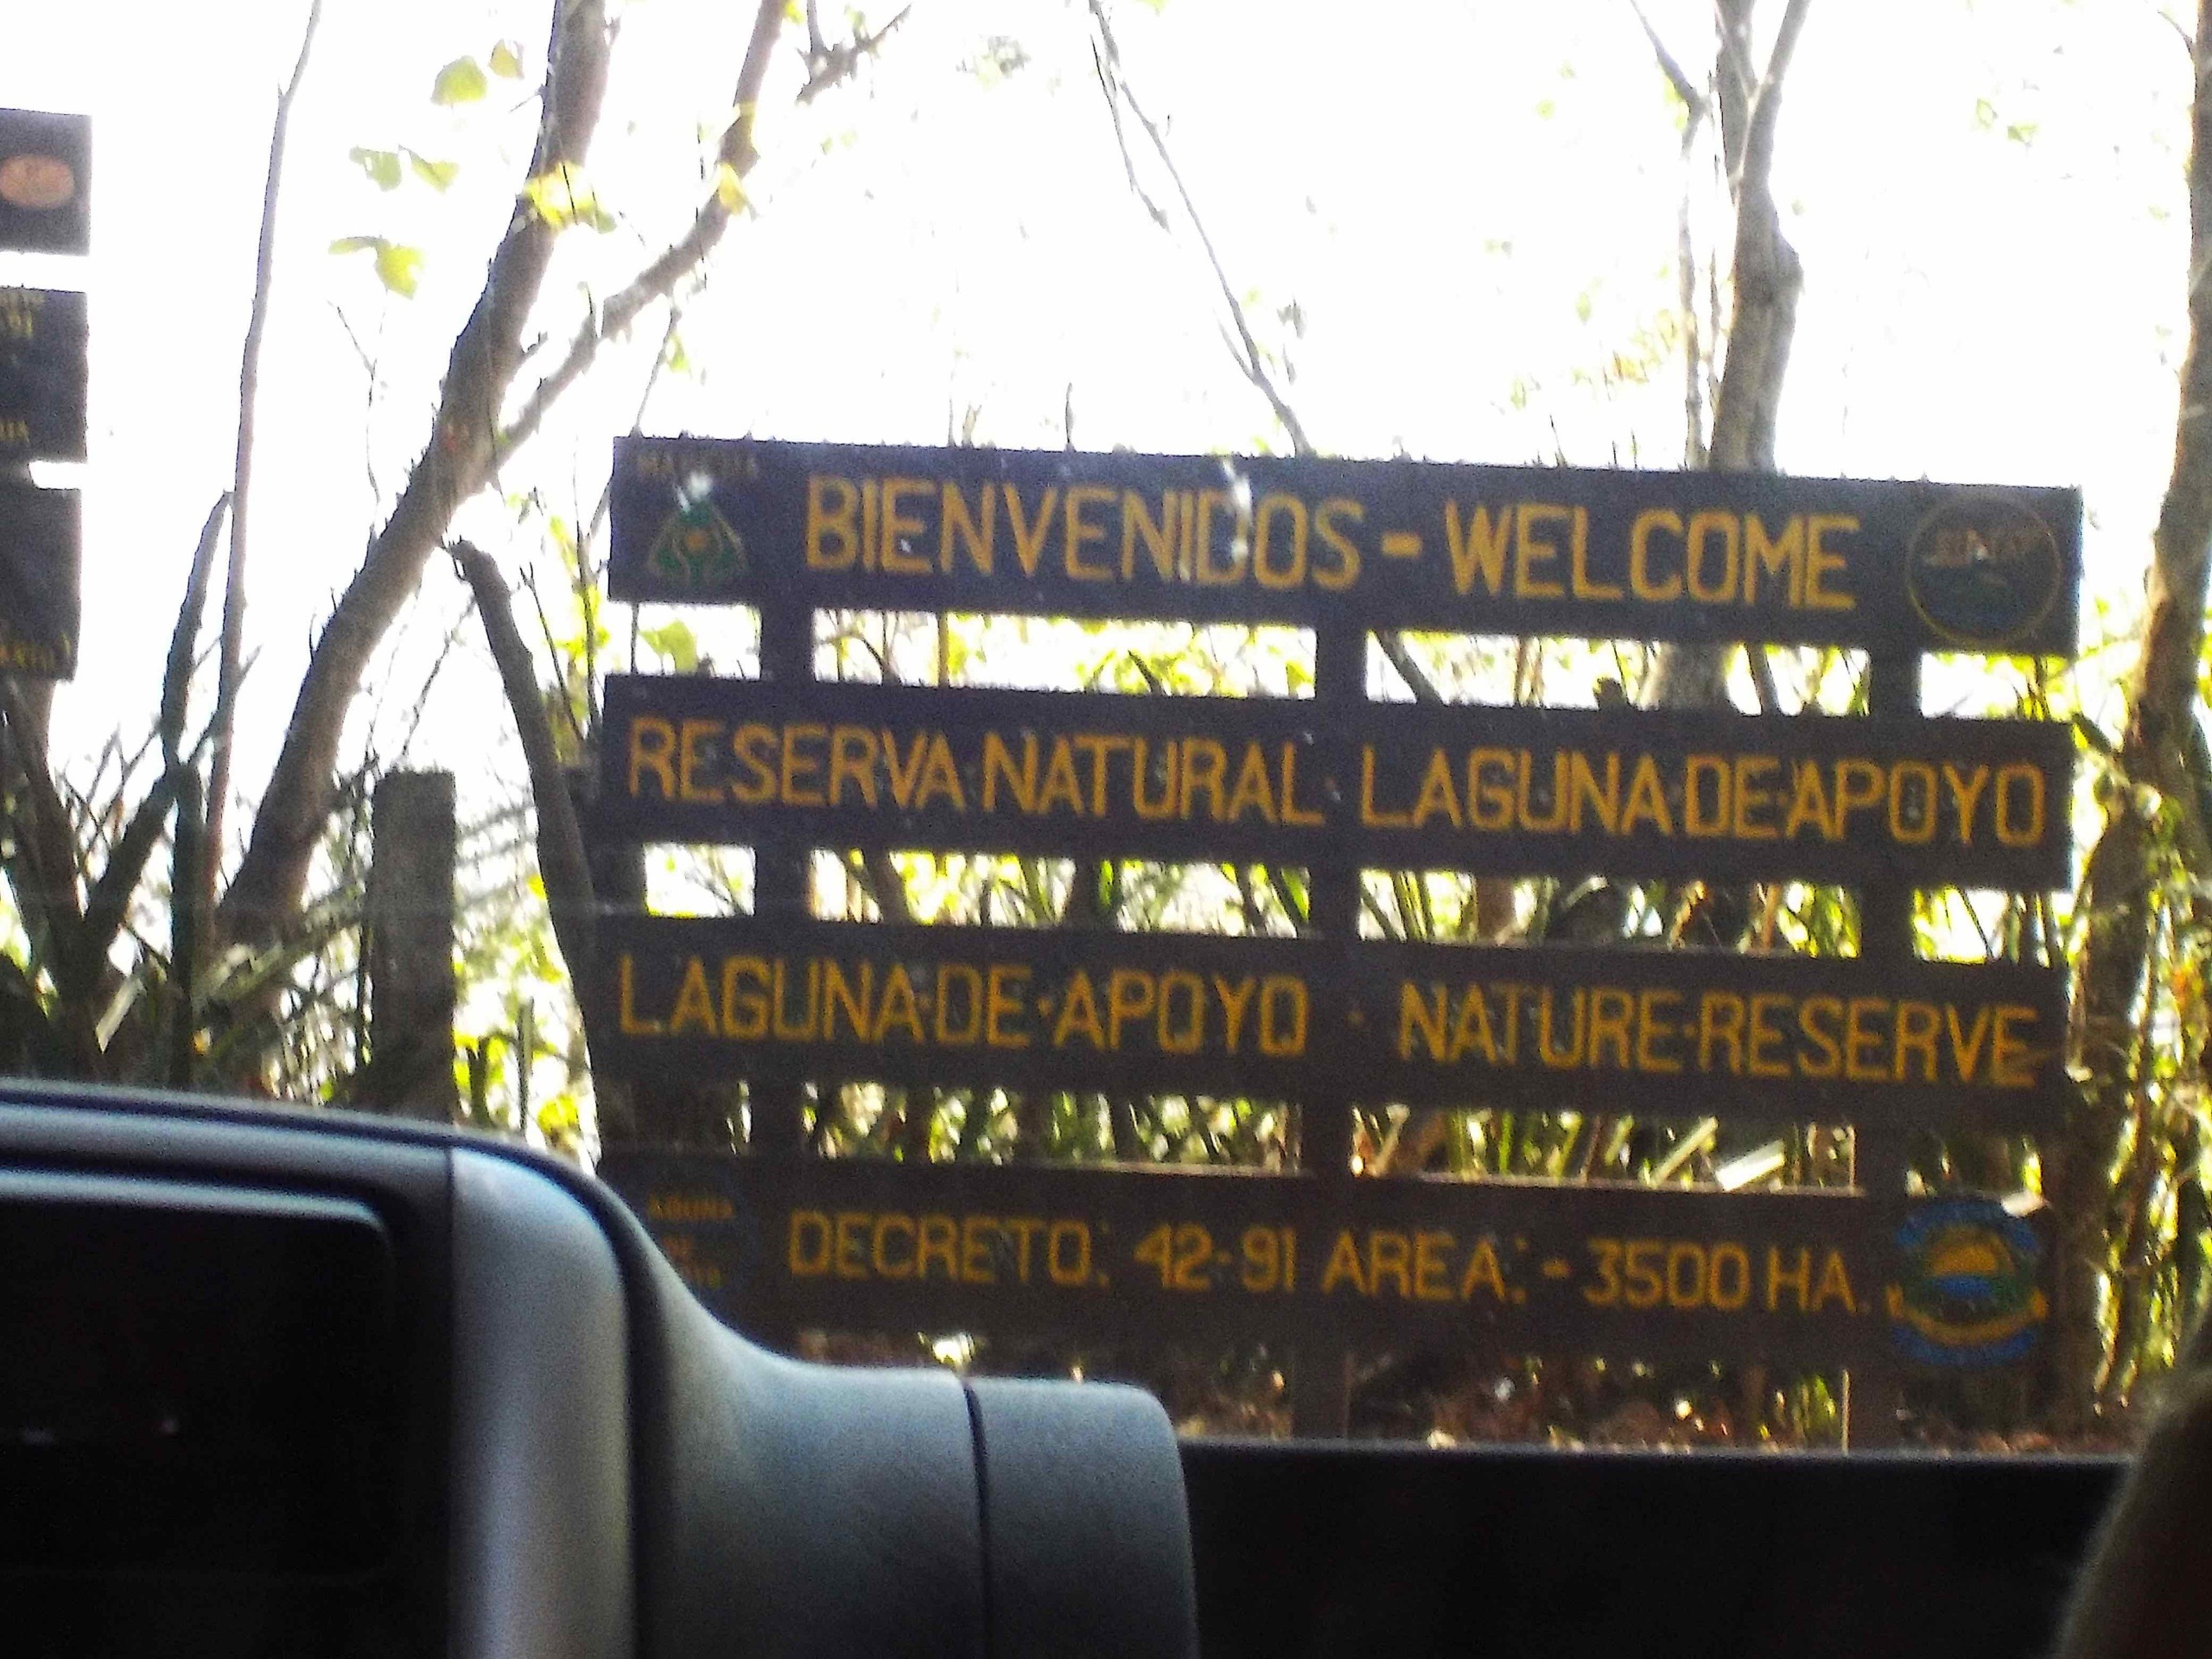 BIENVENIDOS - WELCOME
RESERVA NATURAL LAGUNA DE APOYO
LAGUNA·DE·APOYO · NATURE·RESERVE
DECRETO: 42-91 AREA: - 3500 HA.